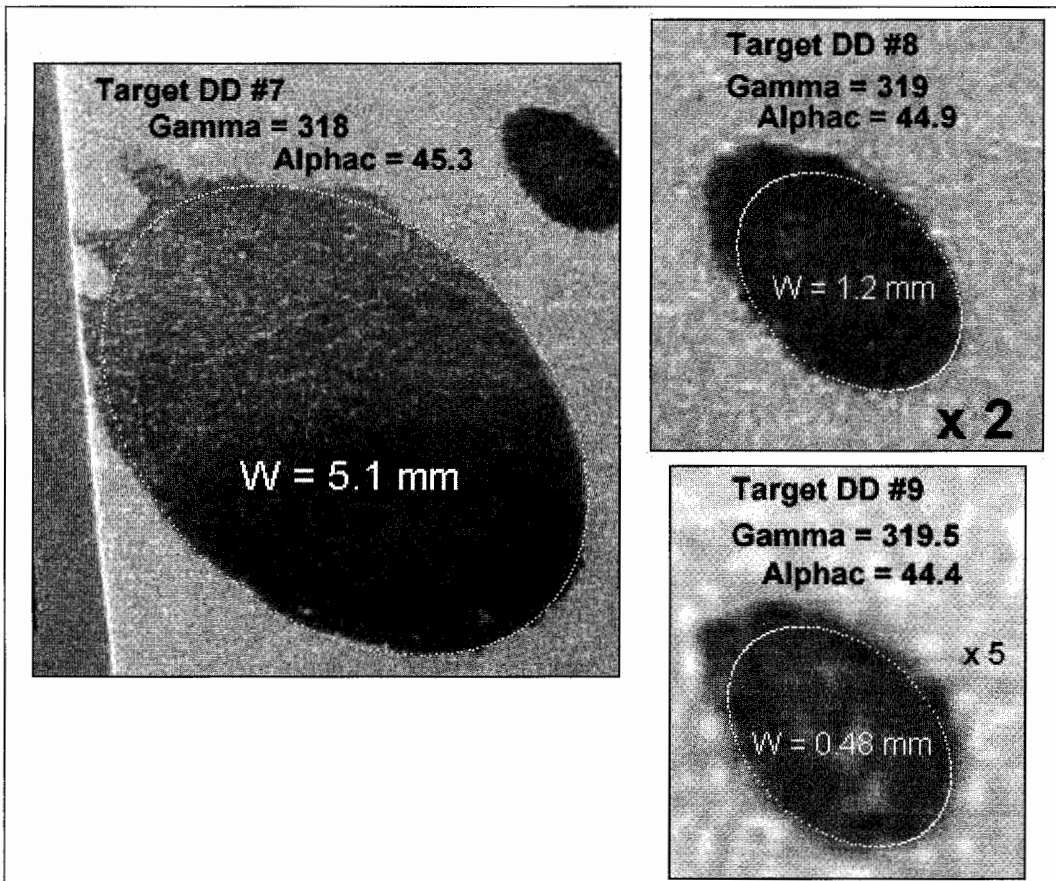 Target DD #7
Gamma = 318
Alphac = 45.3
W = 5.1 mm
Target DD #8
Gamma = 319
Alphac = 44.9
W = 1.2 mm
x 2
Target DD #9
Gamma = 319.5
Alphac = 44.4
x 5
W = 0.48 mm